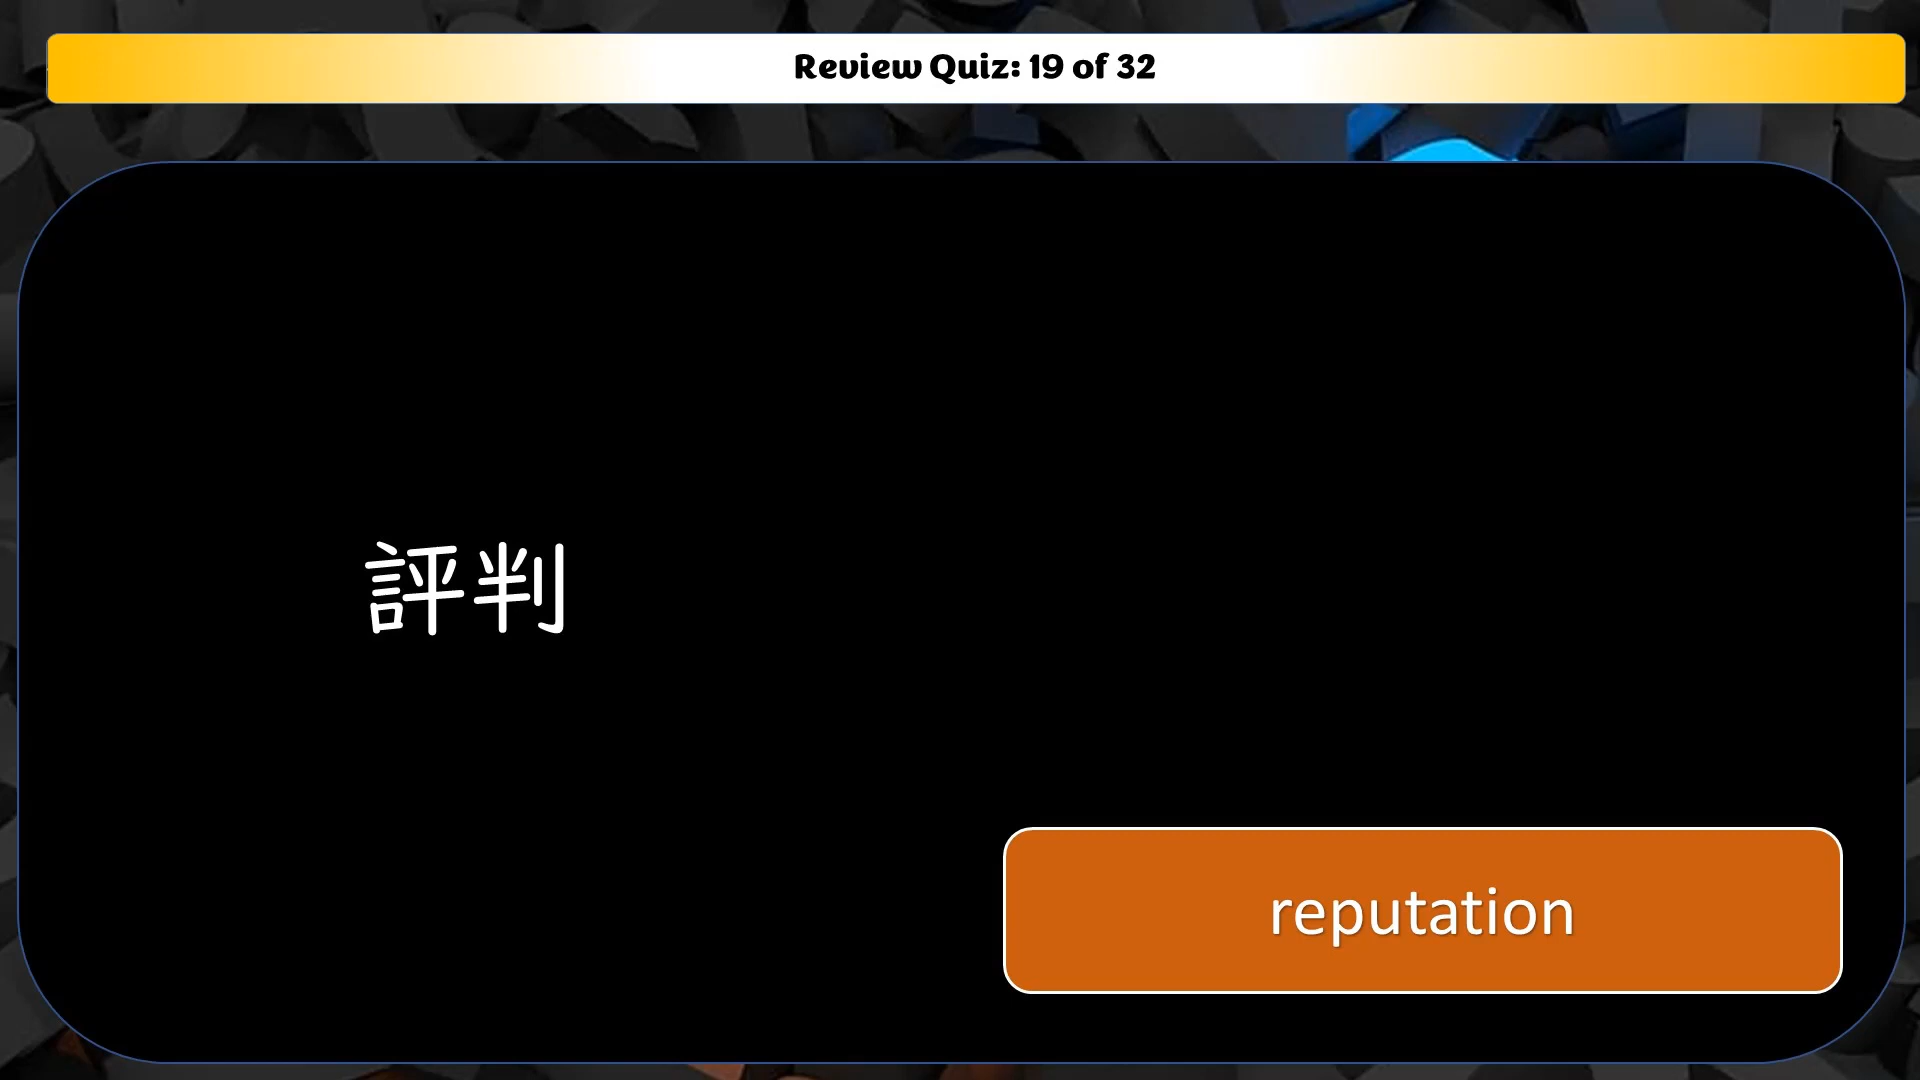 Review Quiz: 19 of 32
評判
reputation